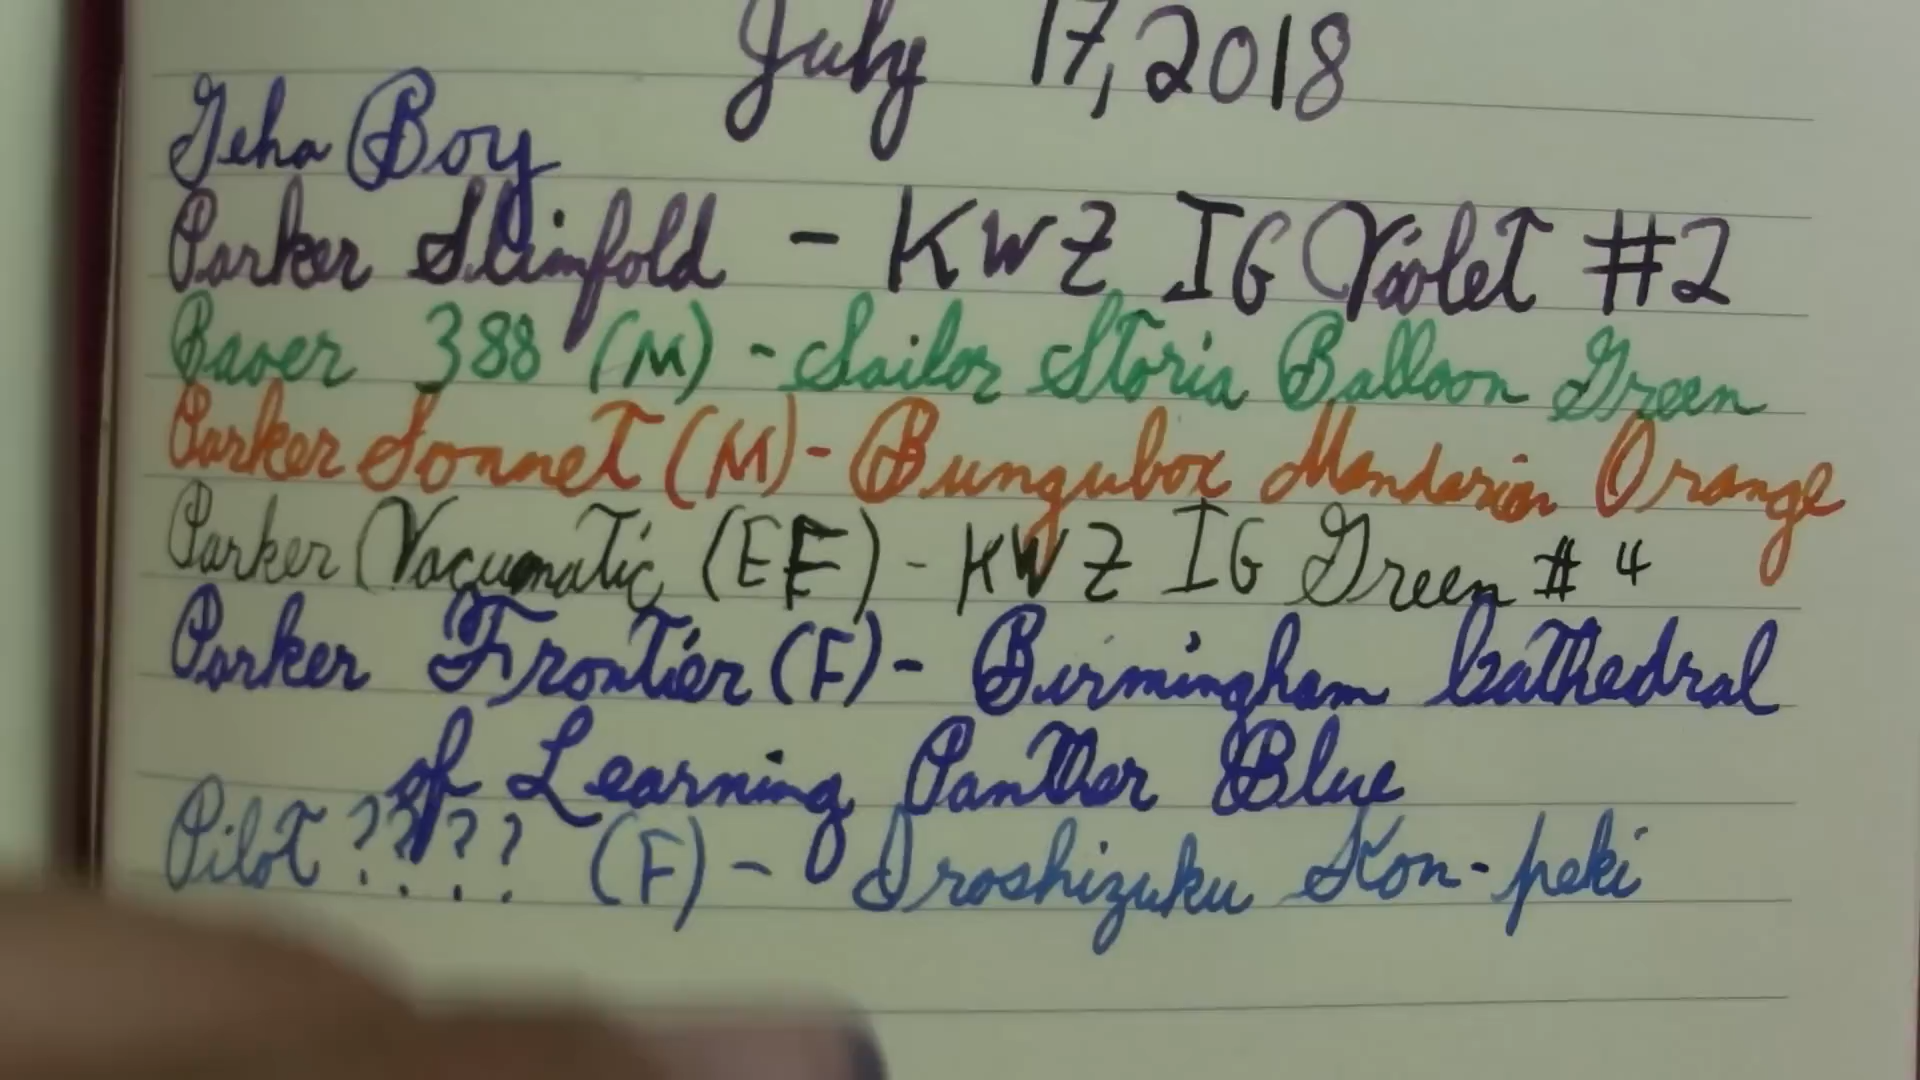 July 17, 2018
Geha Boy
Parker Slimfold - KWZ IG Violet #2
Baoer 388 (M) - Sailor Storia Balloon Green
Parker Sonnet (M) - Bungubox Mandarin Orange
Parker Vacumatic (EF) - KWZ IG Green #4
Parker Frontier (F) - Birmingham Cathedral
of Learning Panther Blue
Pilot ???? (F) - Iroshizuku Kon-peki